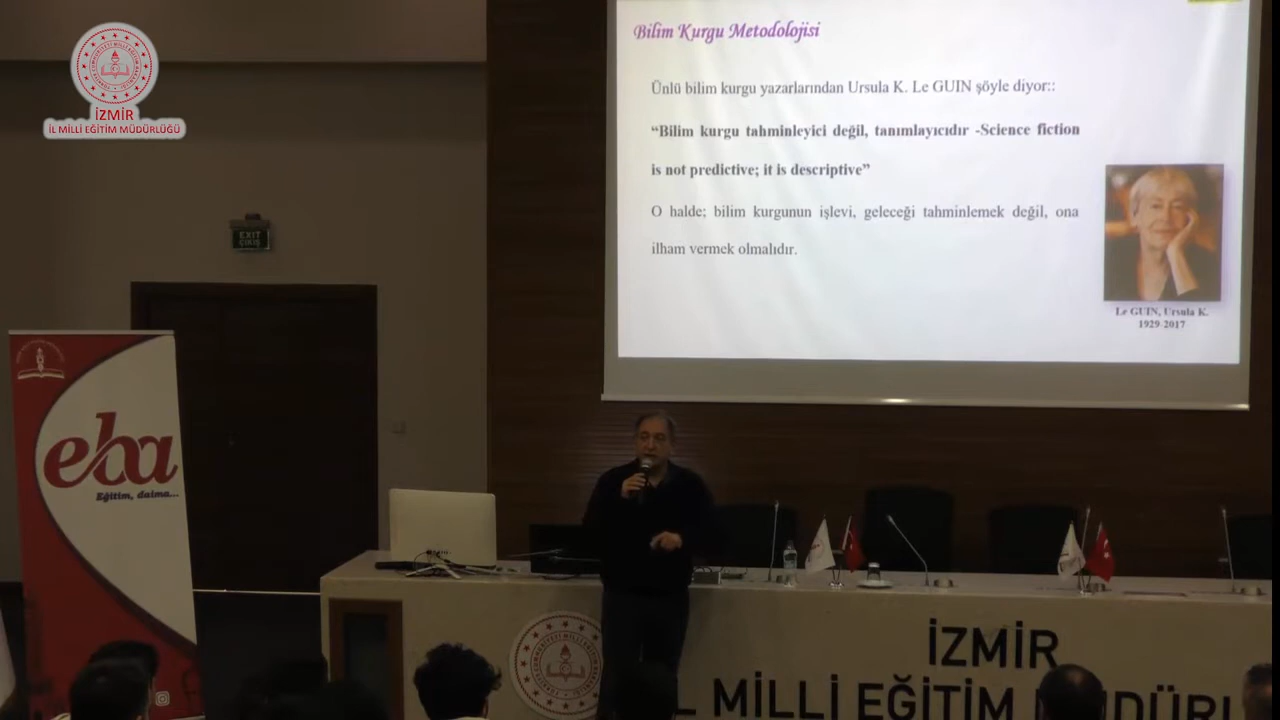 Bilim Kurgu Metodolojisi
Ünlü bilim kurgu yazarlarından Ursula K. Le GUIN şöyle diyor::
“Bilim kurgu tahminleyici değil, tanımlayıcıdır -Science fiction
is not predictive; it is descriptive”
O halde; bilim kurgunun işlevi, geleceği tahminlemek değil, ona
ilham vermek olmalıdır.
Le GUIN, Ursula K.
1929-2017
İZMİR
İL MİLLİ EĞİTİM MÜDÜRLÜĞÜ
EXIT
ÇIKIŞ
eba
Eğitim, daima...
İZMİR
İL MİLLİ EĞİTİM MÜDÜRL